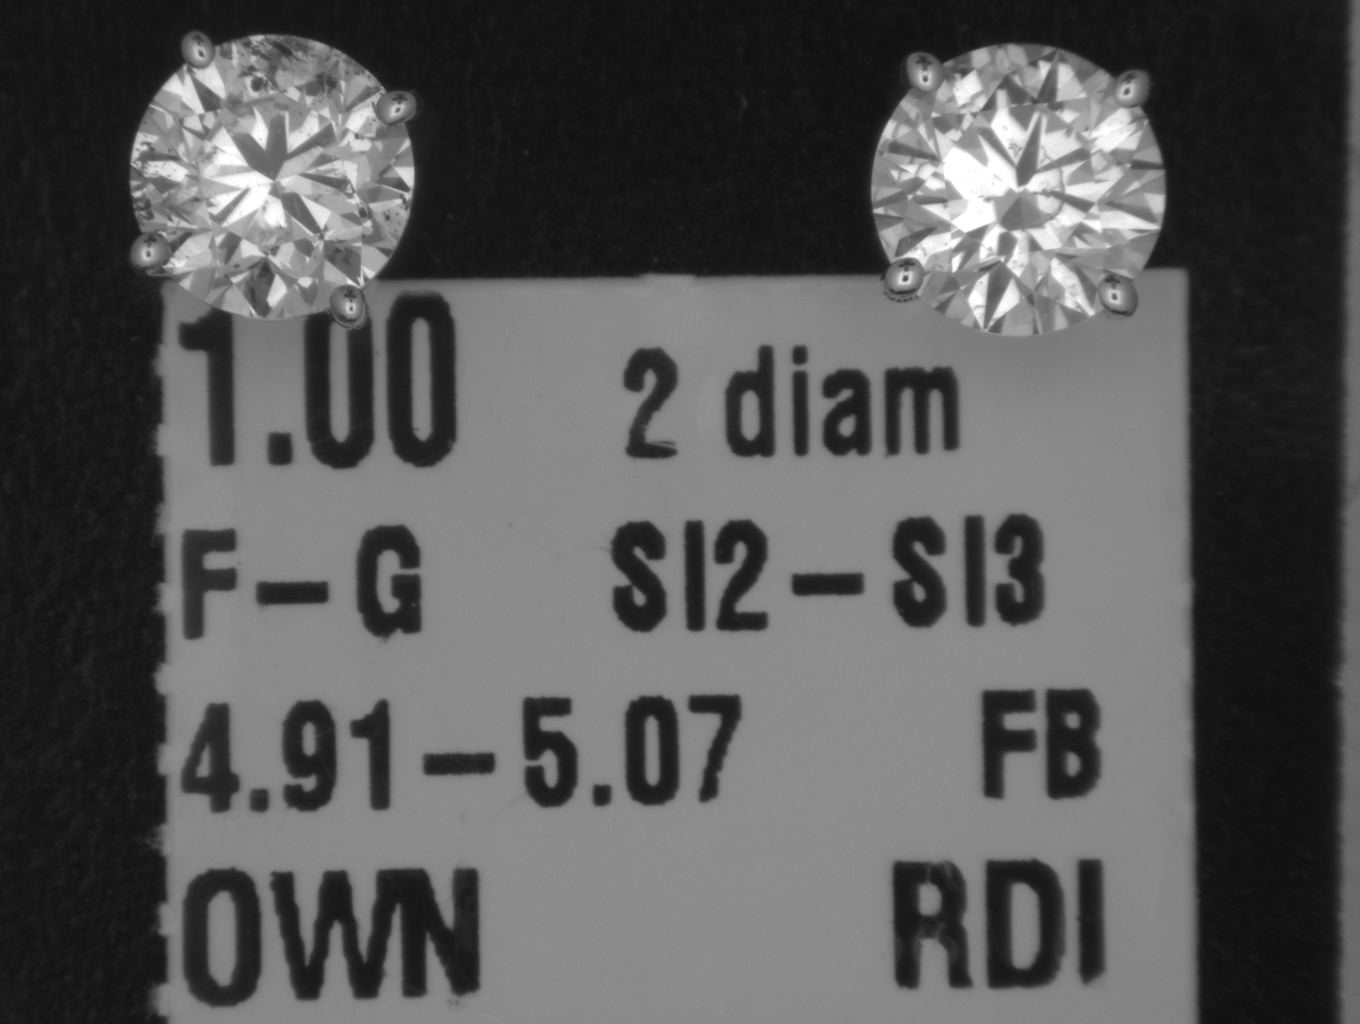 1.00 2 diam
F-G SI2-SI3
4.91-5.07 FB
OWN RDI